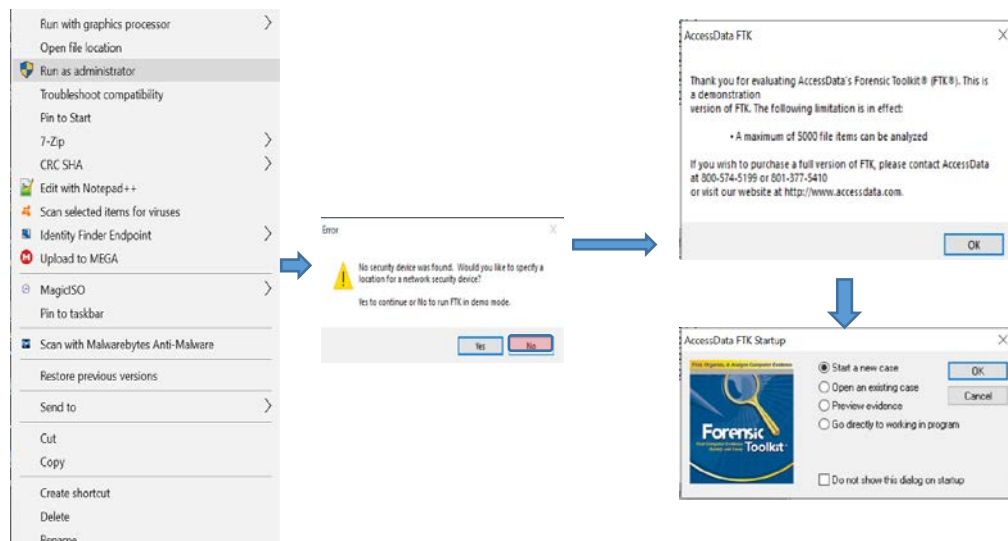 Run with graphics processor
Open file location
Run as administrator
Troubleshoot compatibility
Pin to Start
7-Zip
CRC SHA
Edit with Notepad++
Scan selected items for viruses
Identity Finder Endpoint
Upload to MEGA
MagicISO
Pin to taskbar
Scan with Malwarebytes Anti-Malware
Restore previous versions
Send to
Cut
Copy
Create shortcut
Delete
Rename
Error
No security device was found. Would you like to specify a
location for a network security device?
Yes to continue or No to run FTK in demo mode.
Yes
No
AccessData FTK
Thank you for evaluating AccessData's Forensic Toolkit® (FTK®). This is
a demonstration
version of FTK. The following limitation is in effect:
• A maximum of 5000 file items can be analyzed
If you wish to purchase a full version of FTK, please contact AccessData
at 800-574-5199 or 801-377-5410
or visit our website at http://www.accessdata.com.
OK
AccessData FTK Startup
Forensic
Toolkit
Start a new case
Open an existing case
Preview evidence
Go directly to working in program
Do not show this dialog on startup
OK
Cancel